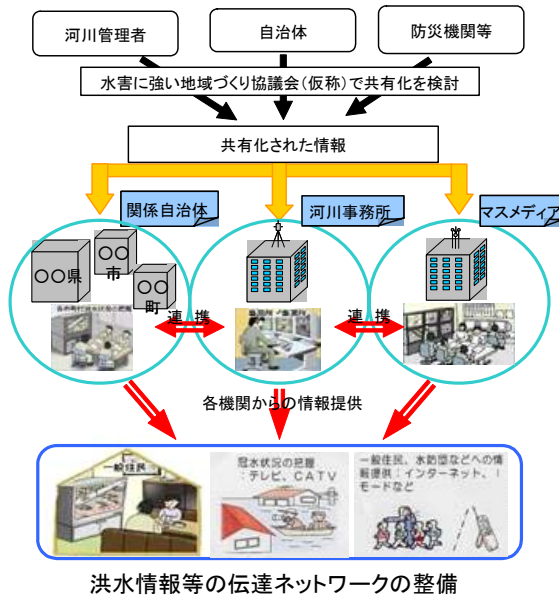 河川管理者
自治体
防災機関等
水害に強い地域づくり協議会(仮称)で共有化を検討
共有化された情報
関係自治体
河川事務所
マスメディア
○○県
市
○○
○○
町
連 携
連 携
各機関からの情報提供
一般住民
冠水状況の把握
:テレビ、CATV
一般住民、水防団などへの情
報提供:インターネット、i
モードなど
洪水情報等の伝達ネットワークの整備